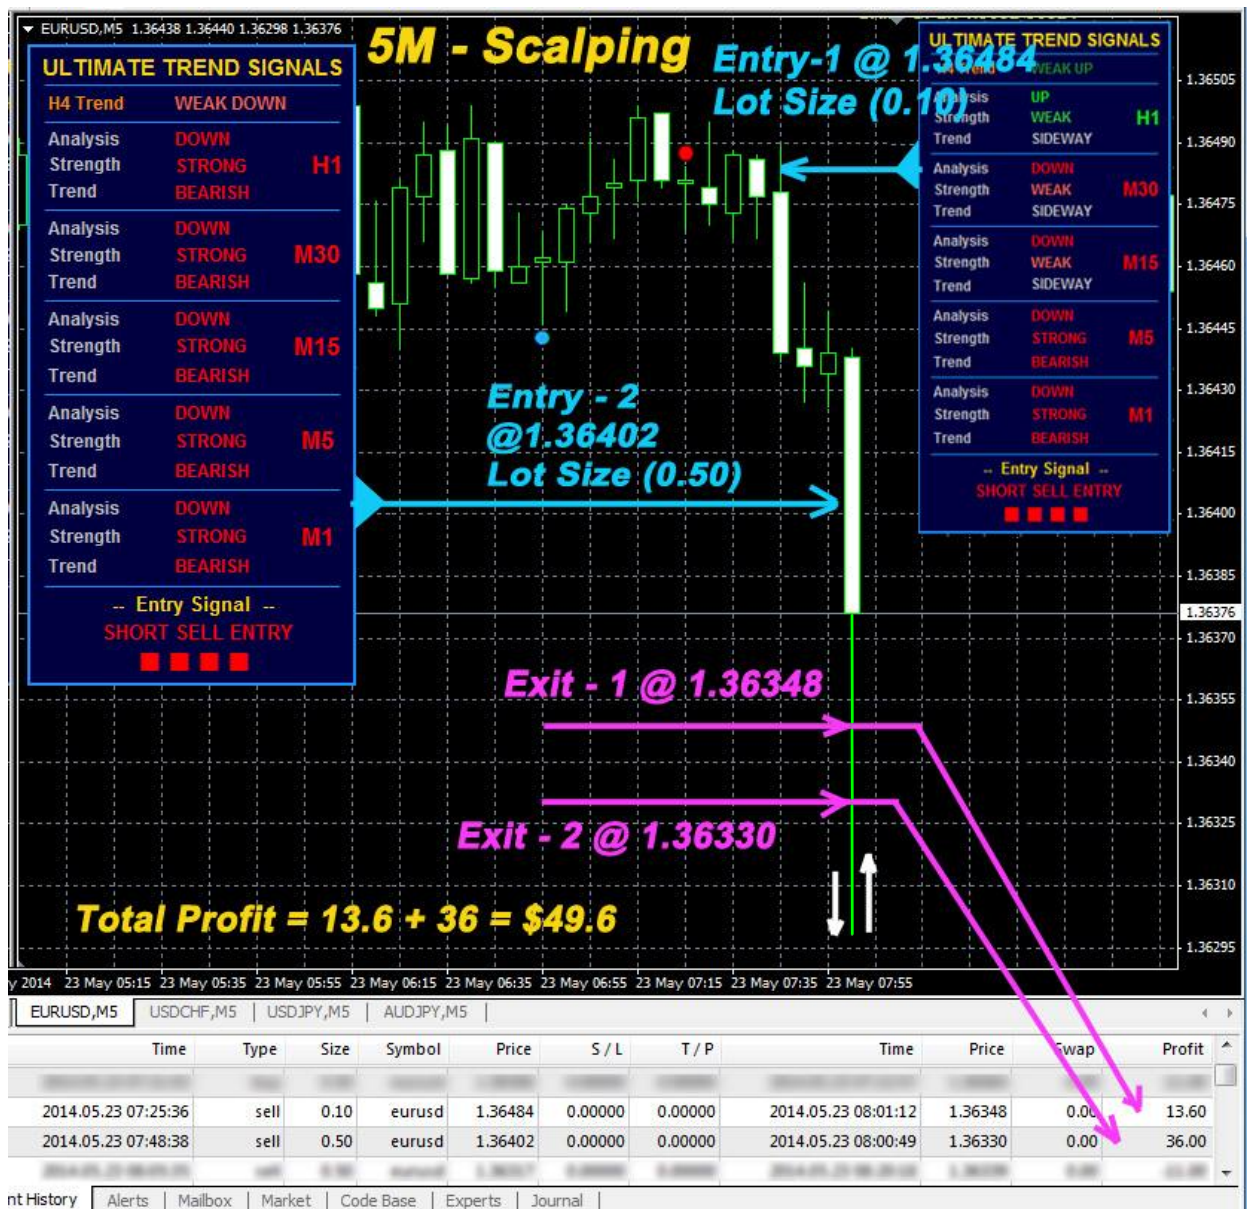 EURUSD,M5 1.36438 1.36440 1.36298 1.36376
5M - Scalping
Entry-1 @ 1.36484
Lot Size (0.10)
ULTIMATE TREND SIGNALS
H4 Trend WEAK DOWN
Analysis DOWN
Strength STRONG H1
Trend BEARISH
Analysis DOWN
Strength STRONG M30
Trend BEARISH
Analysis DOWN
Strength STRONG M15
Trend BEARISH
Analysis DOWN
Strength STRONG M5
Trend BEARISH
Analysis DOWN
Strength STRONG M1
Trend BEARISH
-- Entry Signal --
SHORT SELL ENTRY
ULTIMATE TREND SIGNALS
H4 Trend WEAK UP
Analysis UP
Strength WEAK H1
Trend SIDEWAY
Analysis DOWN
Strength WEAK M30
Trend SIDEWAY
Analysis DOWN
Strength WEAK M15
Trend SIDEWAY
Analysis DOWN
Strength STRONG M5
Trend BEARISH
Analysis DOWN
Strength STRONG M1
Trend BEARISH
-- Entry Signal --
SHORT SELL ENTRY
Entry - 2
@1.36402
Lot Size (0.50)
Exit - 1 @ 1.36348
Exit - 2 @ 1.36330
Total Profit = 13.6 + 36 = $49.6
1.36505
1.36490
1.36475
1.36460
1.36445
1.36430
1.36415
1.36400
1.36385
1.36376
1.36370
1.36355
1.36340
1.36325
1.36310
1.36295
y 2014 23 May 05:15 23 May 05:35 23 May 05:55 23 May 06:15 23 May 06:35 23 May 06:55 23 May 07:15 23 May 07:35 23 May 07:55
EURUSD,M5 USDCHF,M5 USDJPY,M5 AUDJPY,M5
Time Type Size Symbol Price S / L T / P Time Price Swap Profit
2014.05.23 07:25:36 sell 0.10 eurusd 1.36484 0.00000 0.00000 2014.05.23 08:01:12 1.36348 0.00 13.60
2014.05.23 07:48:38 sell 0.50 eurusd 1.36402 0.00000 0.00000 2014.05.23 08:00:49 1.36330 0.00 36.00
nt History Alerts Mailbox Market Code Base Experts Journal